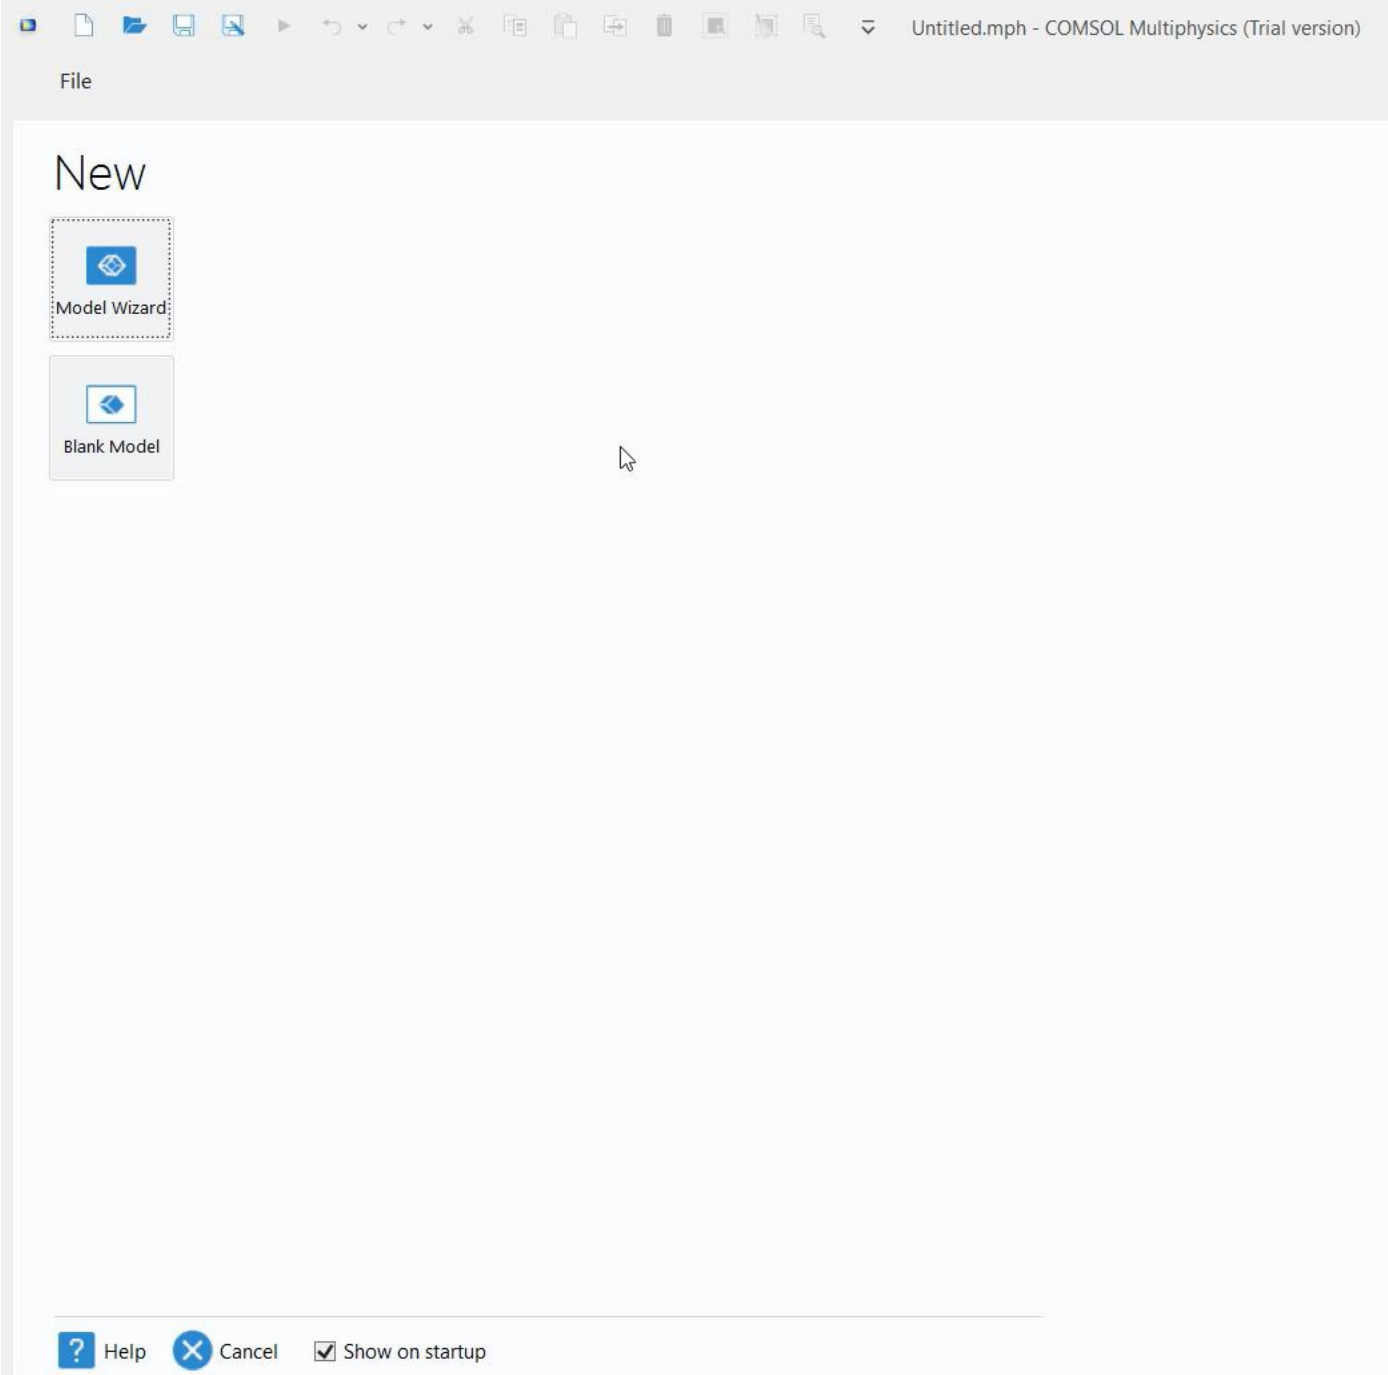 Untitled.mph - COMSOL Multiphysics (Trial version)
File
New
Model Wizard
Blank Model
? Help Cancel Show on startup